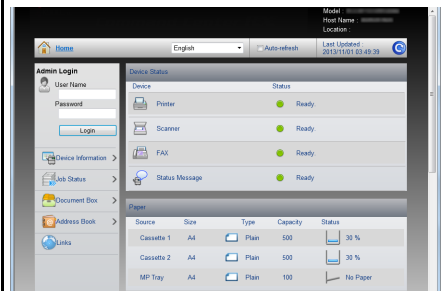 Model :
Host Name :
Location :
Home
English
Auto-refresh
Last Updated :
2013/11/01 03:49:39
Admin Login
User Name
Password
Login
Device Information
Job Status
Document Box
Address Book
Links
Device Status
Device Status
Printer Ready.
Scanner Ready.
FAX Ready.
Status Message Ready
Paper
Source Size Type Capacity Status
Cassette 1 A4 Plain 500 30 %
Cassette 2 A4 Plain 500 30 %
MP Tray A4 Plain 100 No Paper